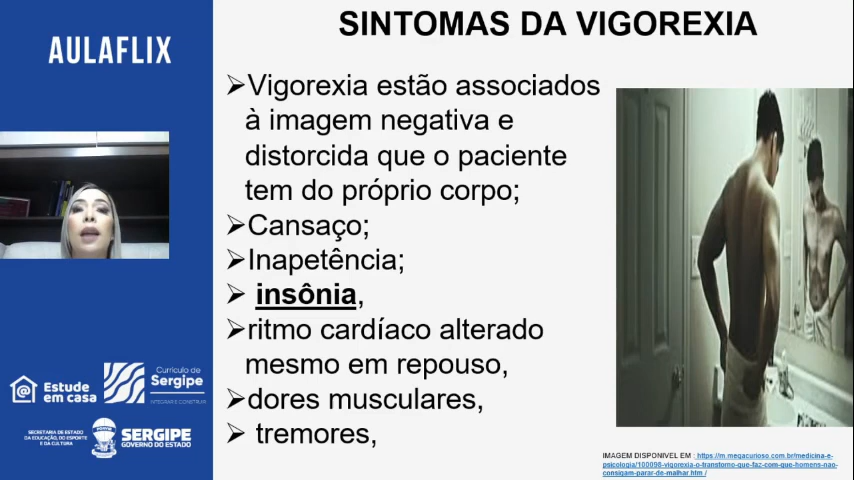 SINTOMAS DA VIGOREXIA
AULAFLIX
➢Vigorexia estão associados
à imagem negativa e
distorcida que o paciente
tem do próprio corpo;
➢Cansaço;
➢Inapetência;
➢ insônia,
➢ritmo cardíaco alterado
mesmo em repouso,
➢dores musculares,
➢ tremores,
Estude
em casa
Currículo de
Sergipe
INTEGRAR E CONSTRUIR
SECRETARIA DE ESTADO
DA EDUCAÇÃO, DO ESPORTE
E DA CULTURA
SERGIPE
GOVERNO DO ESTADO
IMAGEM DISPONIVEL EM : https://m.megacurioso.com.br/medicina-e-
psicologia/100098-vigorexia-o-transtorno-que-faz-com-que-homens-nao-
consigam-parar-de-malhar.htm /